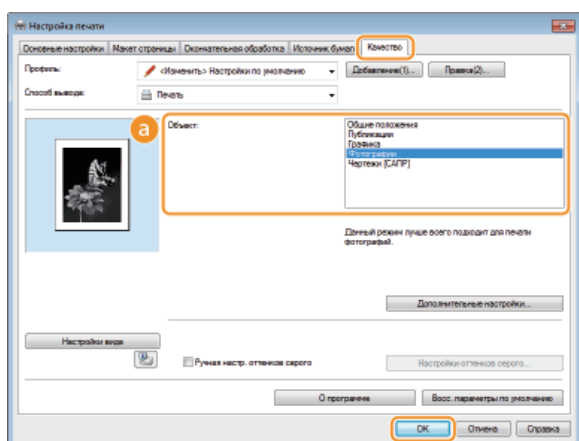 Настройка печати
Основные настройки Макет страницы Окончательная обработка Источник бумаги Качество
Профиль: <Изменить> Настройки по умолчанию Добавление(1)... Правка(2)...
Способ вывода: Печать
a Объект: Общие положения
Публикации
Графика
Фотографии
Чертежи [САПР]
Данный режим лучше всего подходит для печати
фотографий.
Дополнительные настройки...
Настройки вида
Ручная настр. оттенков серого Настройки оттенков серого...
О программе Восс. параметры по умолчанию
OK Отмена Справка